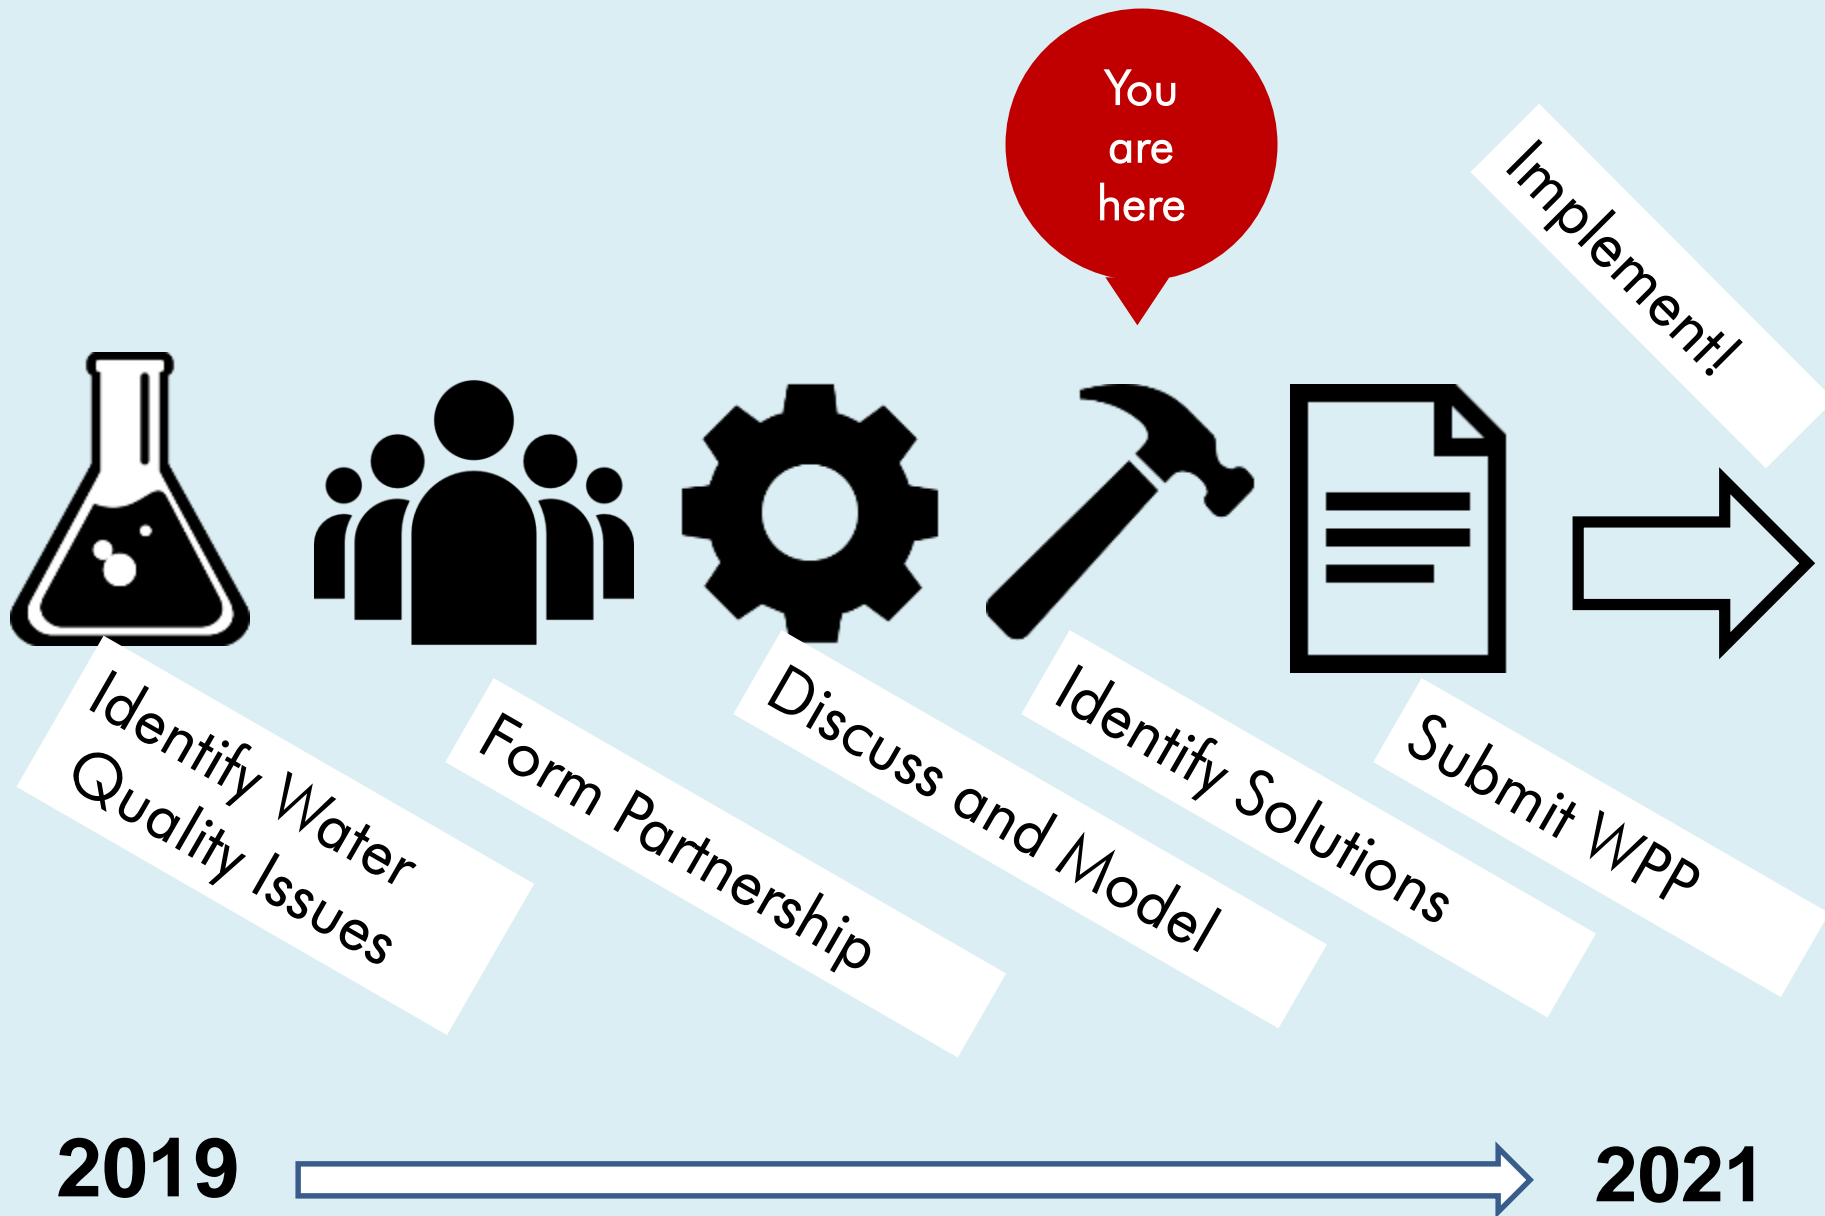 You
are
here
Implement!
Identify Water
Quality Issues
Form Partnership
Discuss and Model
Identify Solutions
Submit WPP
2019
2021